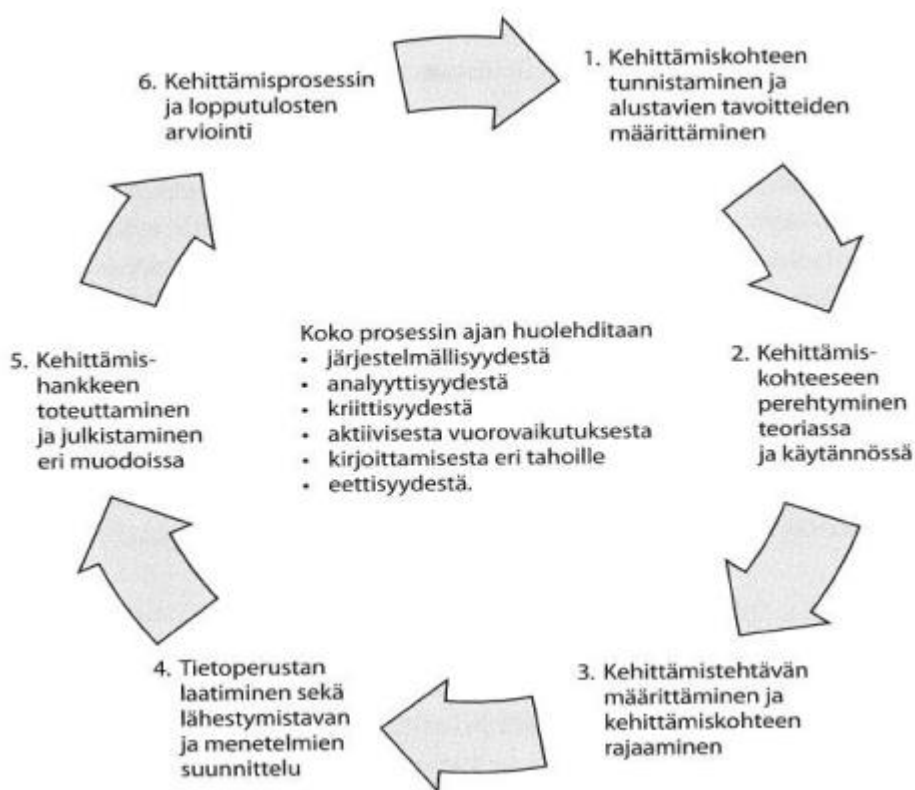 1. Kehittämiskohteen
tunnistaminen ja
alustavien tavoitteiden
määrittäminen
2. Kehittämis-
kohteeseen
perehtyminen
teoriassa
ja käytännössä
3. Kehittämistehtävän
määrittäminen ja
kehittämiskohteen
rajaaminen
4. Tietoperustan
laatiminen sekä
lähestymistavan
ja menetelmien
suunnittelu
5. Kehittämis-
hankkeen
toteuttaminen
ja julkistaminen
eri muodoissa
6. Kehittämisprosessin
ja lopputulosten
arviointi
Koko prosessin ajan huolehditaan
• järjestelmällisyydestä
• analyyttisyydestä
• kriittisyydestä
• aktiivisesta vuorovaikutuksesta
• kirjoittamisesta eri tahoille
• eettisyydestä.